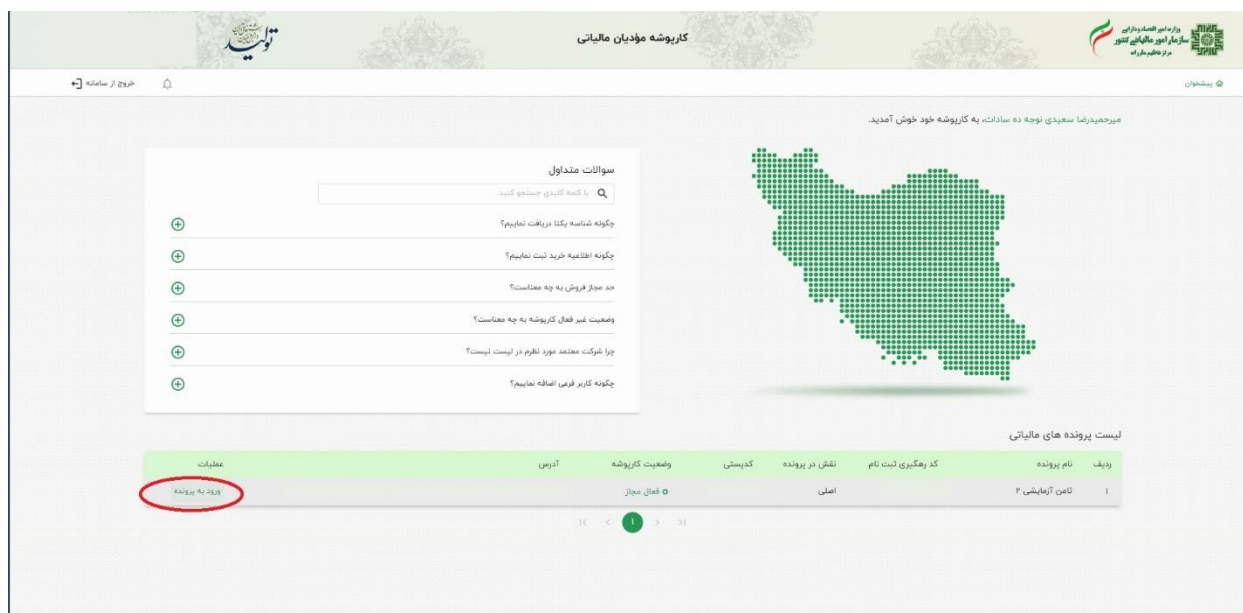 وزارت امور اقتصادی و دارایی
سازمان امور مالیاتی کشور
کارپوشه مؤدیان مالیاتی
تولید
پیشخوان
خروج از سامانه
میرحمیدرضا سعیدی نوجه ده سادات، به کارپوشه خود خوش آمدید.
سوالات متداول
با کلمه کلیدی جستجو کنید
چگونه شناسه یکتا دریافت نماییم؟
چگونه اطلاعیه خرید ثبت نماییم؟
حد مجاز فروش به چه معناست؟
وضعیت غیر فعال کارپوشه به چه معناست؟
چرا شرکت معتمد مورد نظرم در لیست نیست؟
چگونه کاربر فرعی اضافه نماییم؟
لیست پرونده های مالیاتی
ردیف نام پرونده کد رهگیری ثبت نام نقش در پرونده کدپستی وضعیت کارپوشه آدرس عملیات
۱ ثامن آزمایشی ۲ اصلی فعال مجاز ورود به پرونده
۱